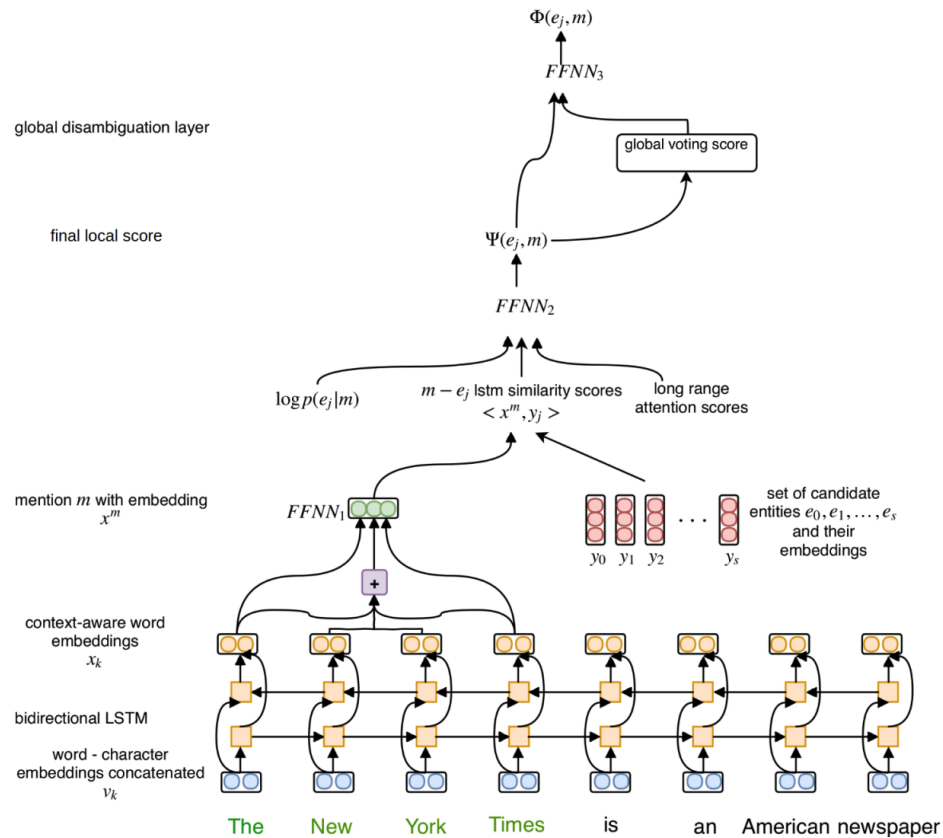 Φ(e_j, m)
FFNN_3
global disambiguation layer
global voting score
final local score
Ψ(e_j, m)
FFNN_2
log p(e_j|m)
m − e_j lstm similarity scores
< x^m, y_j >
long range
attention scores
mention m with embedding
x^m
FFNN_1
set of candidate
entities e_0, e_1, . . . , e_s
and their
embeddings
y_0 y_1 y_2 . . . y_s
+
context-aware word
embeddings
x_k
bidirectional LSTM
word - character
embeddings concatenated
v_k
The New York Times is an American newspaper